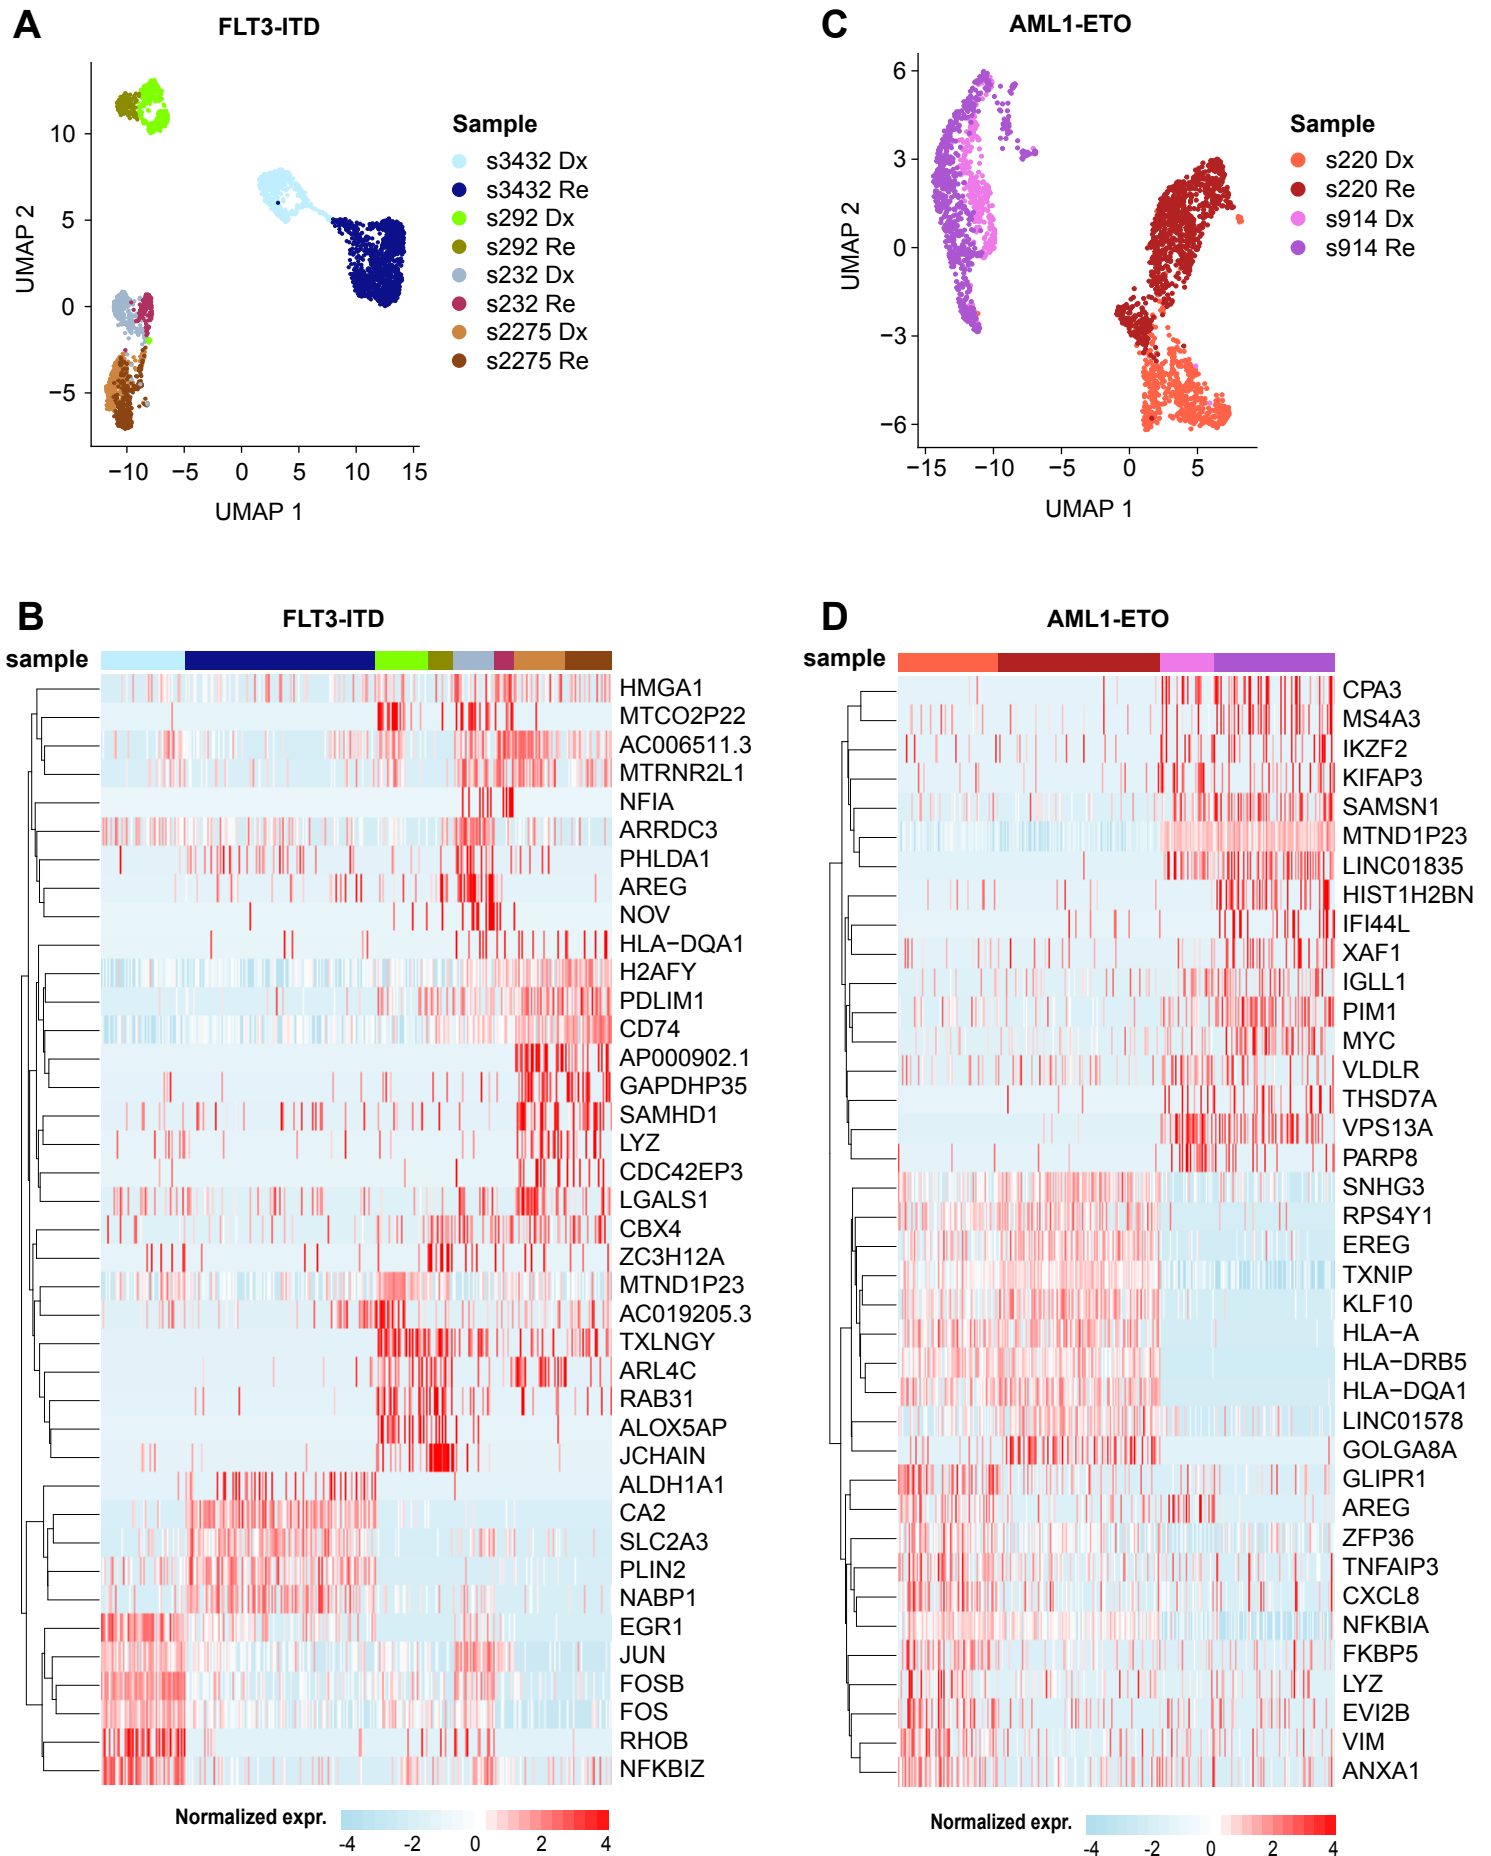 A
FLT3-ITD
10
5
0
−5
UMAP 2
−10 −5 0 5 10 15
UMAP 1
Sample
s3432 Dx
s3432 Re
s292 Dx
s292 Re
s232 Dx
s232 Re
s2275 Dx
s2275 Re
C
AML1-ETO
6
3
0
−3
−6
UMAP 2
−15 −10 −5 0 5
UMAP 1
Sample
s220 Dx
s220 Re
s914 Dx
s914 Re
B
FLT3-ITD
sample
HMGA1
MTCO2P22
AC006511.3
MTRNR2L1
NFIA
ARRDC3
PHLDA1
AREG
NOV
HLA−DQA1
H2AFY
PDLIM1
CD74
AP000902.1
GAPDHP35
SAMHD1
LYZ
CDC42EP3
LGALS1
CBX4
ZC3H12A
MTND1P23
AC019205.3
TXLNGY
ARL4C
RAB31
ALOX5AP
JCHAIN
ALDH1A1
CA2
SLC2A3
PLIN2
NABP1
EGR1
JUN
FOSB
FOS
RHOB
NFKBIZ
Normalized expr.
-4 -2 0 2 4
D
AML1-ETO
sample
CPA3
MS4A3
IKZF2
KIFAP3
SAMSN1
MTND1P23
LINC01835
HIST1H2BN
IFI44L
XAF1
IGLL1
PIM1
MYC
VLDLR
THSD7A
VPS13A
PARP8
SNHG3
RPS4Y1
EREG
TXNIP
KLF10
HLA−A
HLA−DRB5
HLA−DQA1
LINC01578
GOLGA8A
GLIPR1
AREG
ZFP36
TNFAIP3
CXCL8
NFKBIA
FKBP5
LYZ
EVI2B
VIM
ANXA1
Normalized expr.
-4 -2 0 2 4